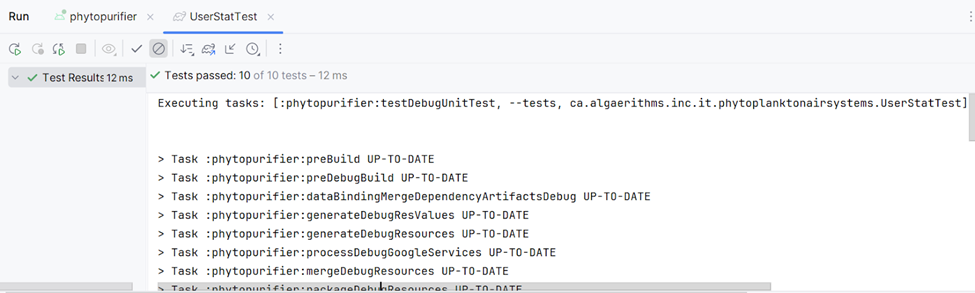 Run phytopurifier UserStatTest
Test Results 12 ms
Tests passed: 10 of 10 tests – 12 ms
Executing tasks: [:phytopurifier:testDebugUnitTest, --tests, ca.algaerithms.inc.it.phytoplanktonairsystems.UserStatTest]
> Task :phytopurifier:preBuild UP-TO-DATE
> Task :phytopurifier:preDebugBuild UP-TO-DATE
> Task :phytopurifier:dataBindingMergeDependencyArtifactsDebug UP-TO-DATE
> Task :phytopurifier:generateDebugResValues UP-TO-DATE
> Task :phytopurifier:generateDebugResources UP-TO-DATE
> Task :phytopurifier:processDebugGoogleServices UP-TO-DATE
> Task :phytopurifier:mergeDebugResources UP-TO-DATE
> Task :phytopurifier:packageDebugResources UP-TO-DATE